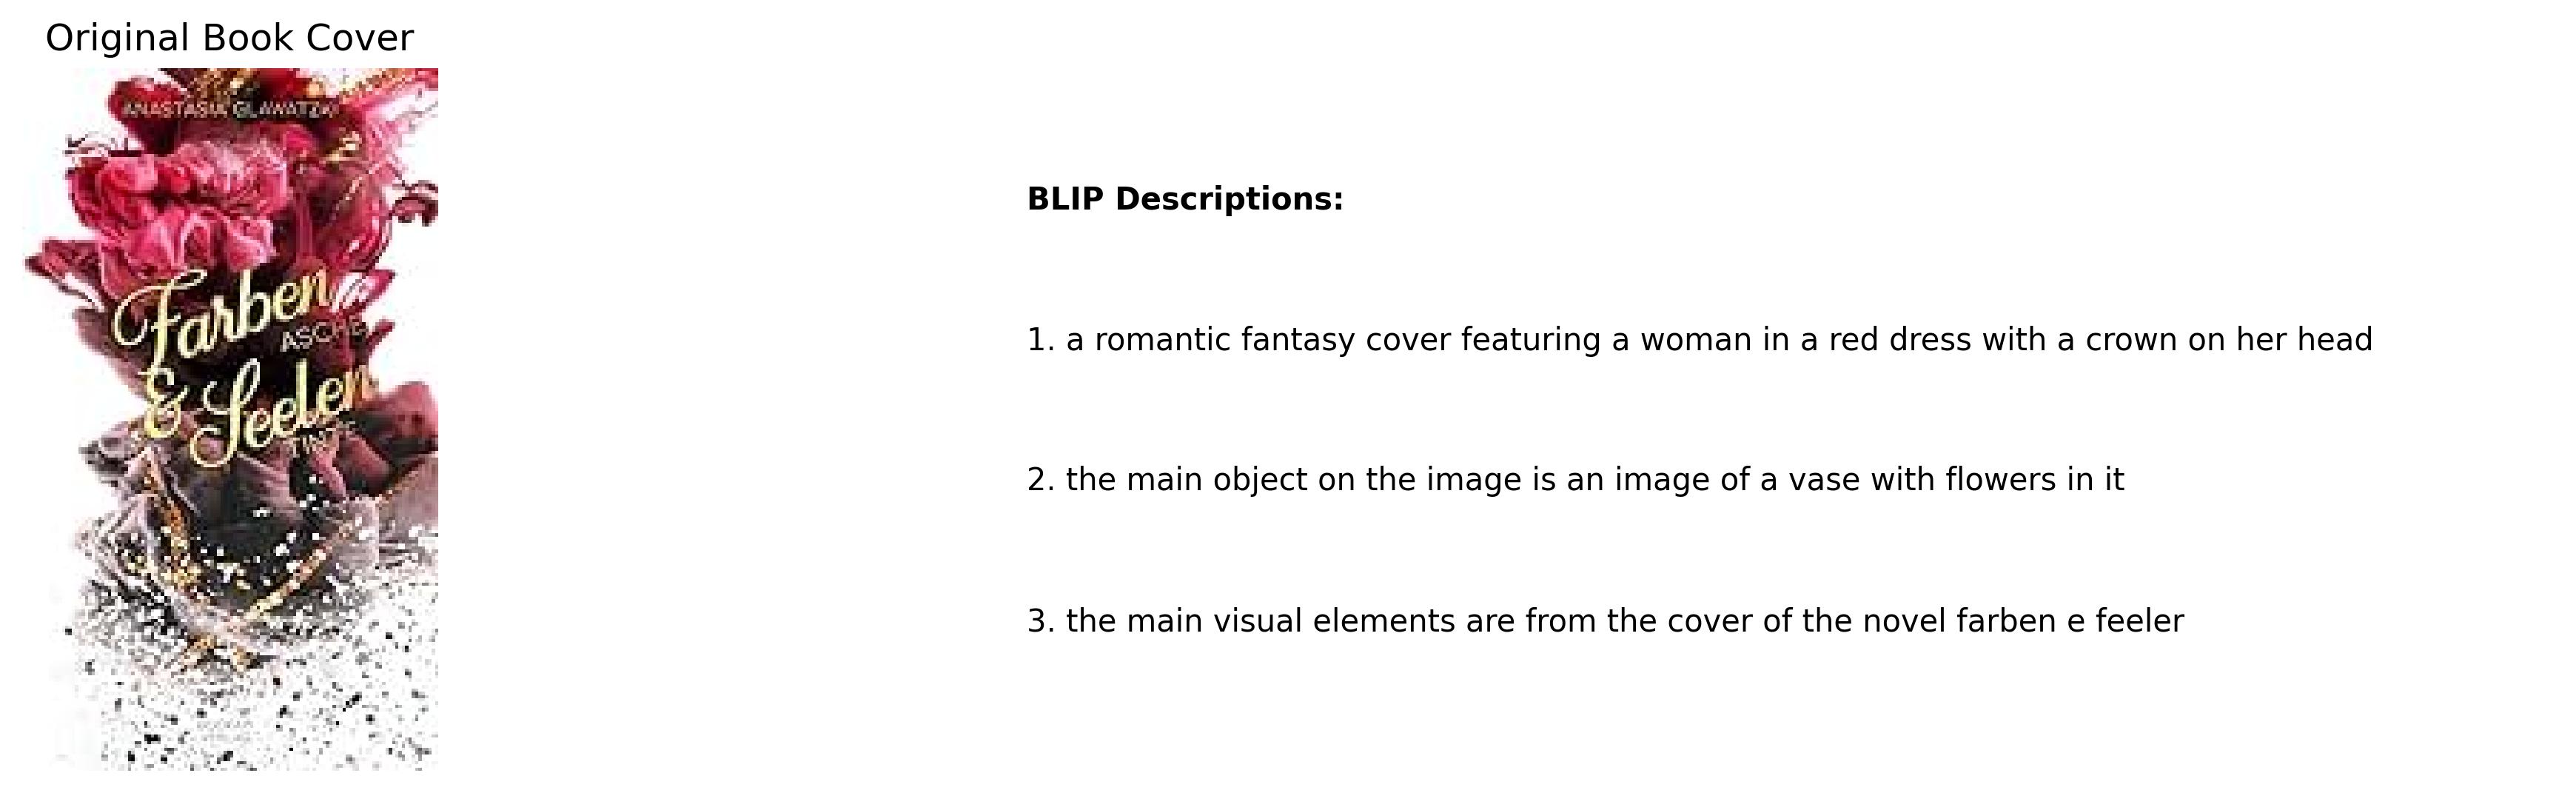 Original Book Cover
ANASTASIA GLAWATZKI
Farben
ASCHE
& Seelen
TINTE
BLIP Descriptions:
1. a romantic fantasy cover featuring a woman in a red dress with a crown on her head
2. the main object on the image is an image of a vase with flowers in it
3. the main visual elements are from the cover of the novel farben e feeler